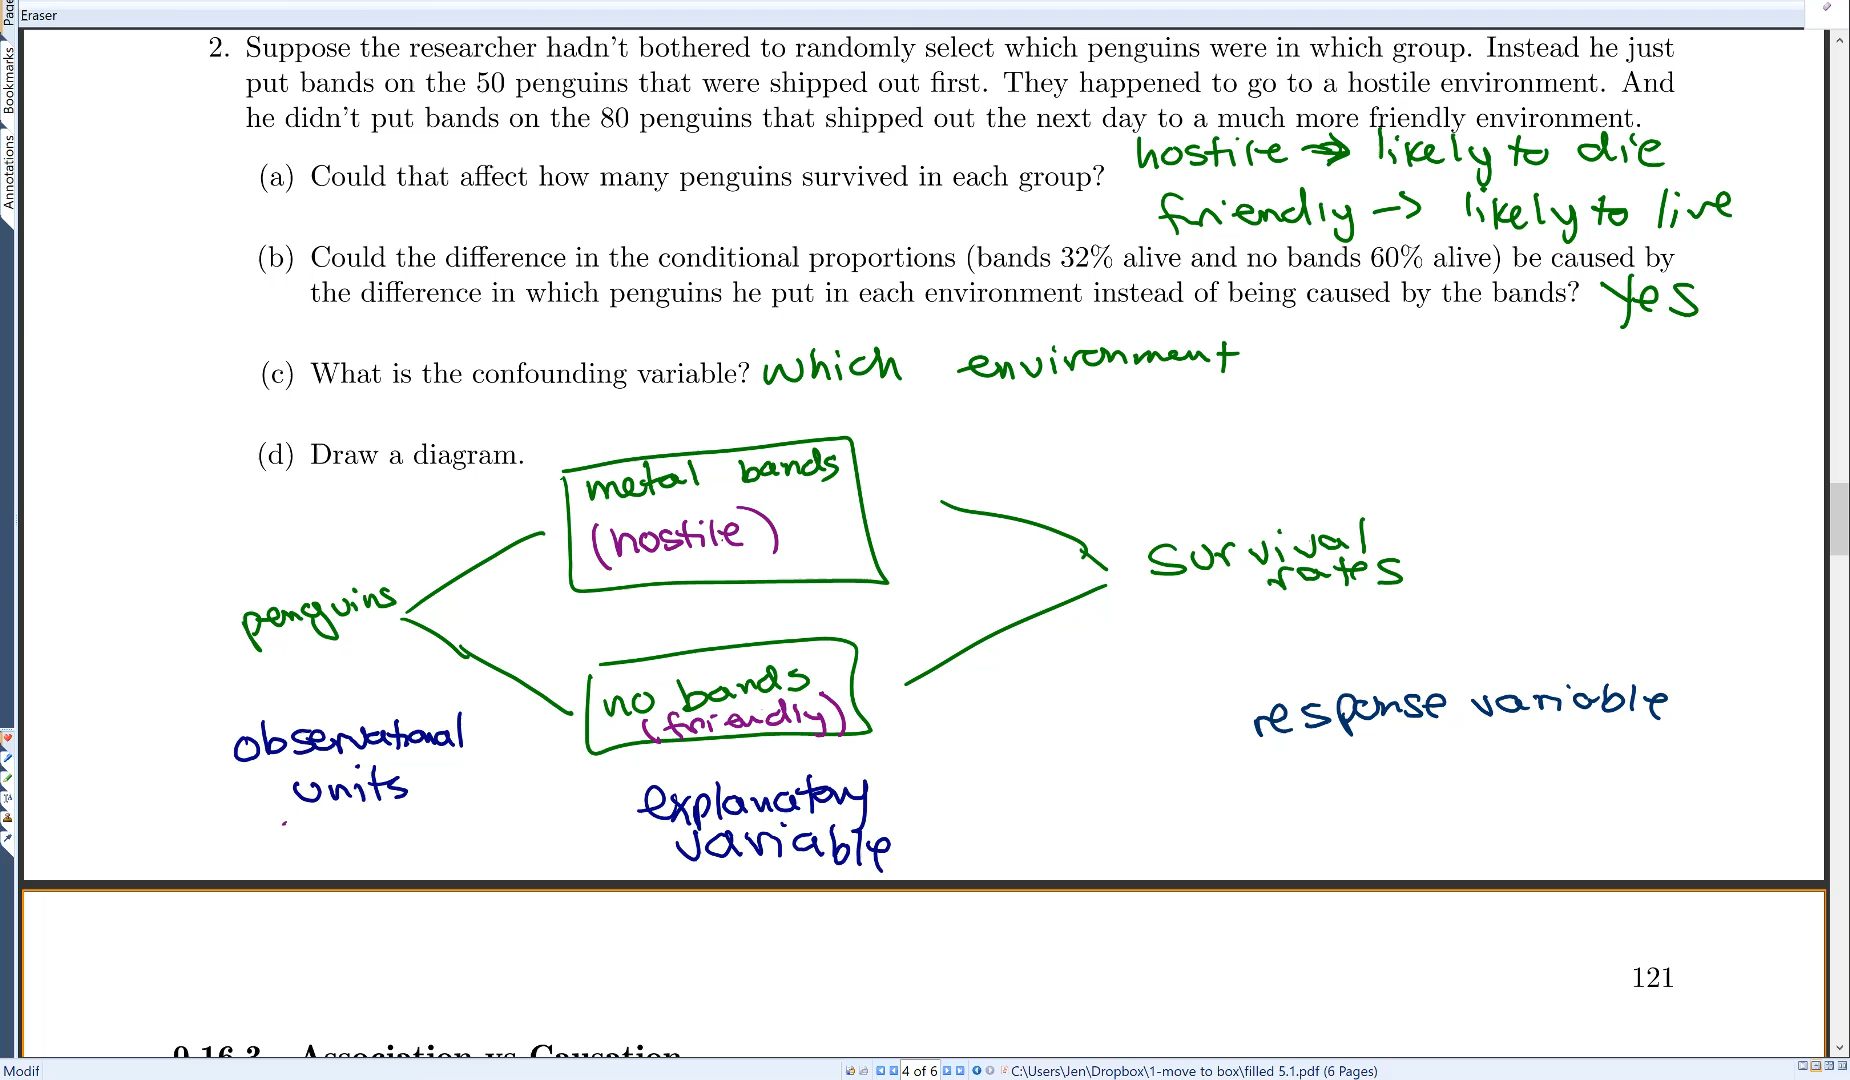 Page
Eraser
Bookmarks
Annotations
2. Suppose the researcher hadn't bothered to randomly select which penguins were in which group. Instead he just
put bands on the 50 penguins that were shipped out first. They happened to go to a hostile environment. And
he didn't put bands on the 80 penguins that shipped out the next day to a much more friendly environment.
hostile → likely to die
(a) Could that affect how many penguins survived in each group?
friendly → likely to live
(b) Could the difference in the conditional proportions (bands 32% alive and no bands 60% alive) be caused by
the difference in which penguins he put in each environment instead of being caused by the bands? Yes
(c) What is the confounding variable? which environment
(d) Draw a diagram.
metal bands
(hostile)
survival
rates
penguins
no bands
(friendly)
response variable
observational
units
explanatory
variable
121
0.16.3 Association vs Causation
Modif
4 of 6
C:\Users\Jen\Dropbox\1-move to box\filled 5.1.pdf (6 Pages)